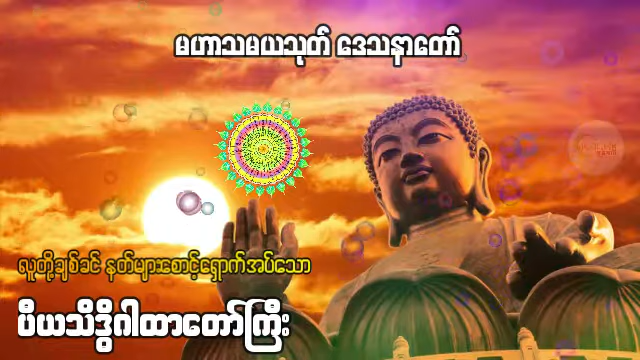 မဟာသမယသုတ် ဒေသနာတော်
လူတို့ချစ်ခင် နတ်များစောင့်ရှောက်အပ်သော
ပီယသိဒ္ဓိဂါထာတော်ကြီး